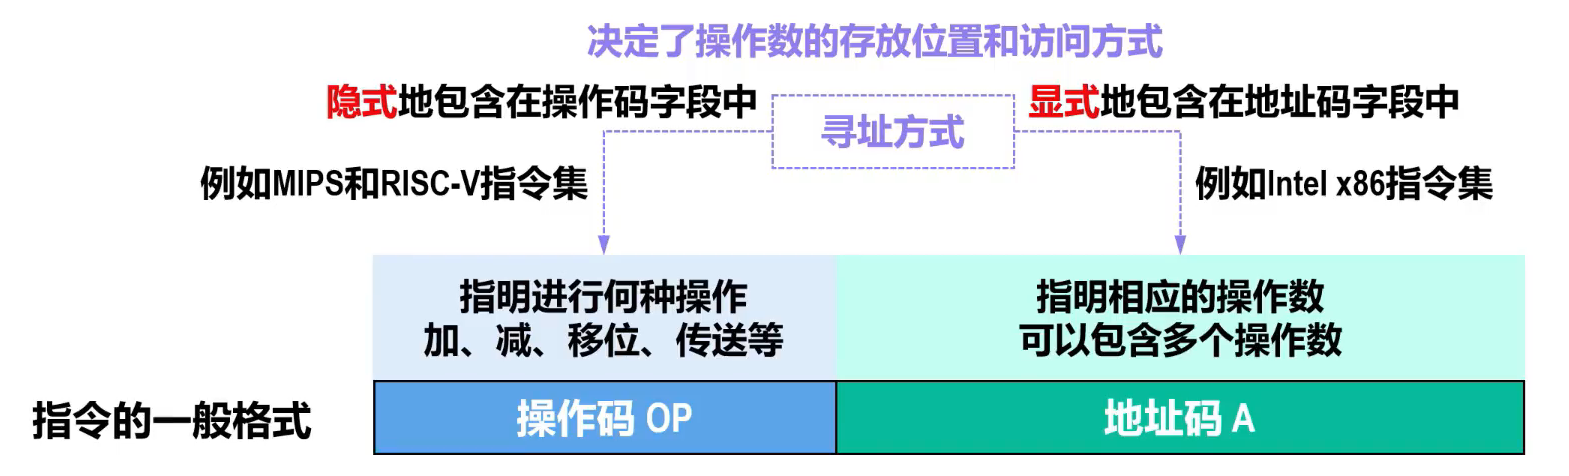 决定了操作数的存放位置和访问方式
隐式地包含在操作码字段中
寻址方式
显式地包含在地址码字段中
例如MIPS和RISC-V指令集
例如Intel x86指令集
指明进行何种操作
加、减、移位、传送等
指明相应的操作数
可以包含多个操作数
指令的一般格式
操作码 OP
地址码 A